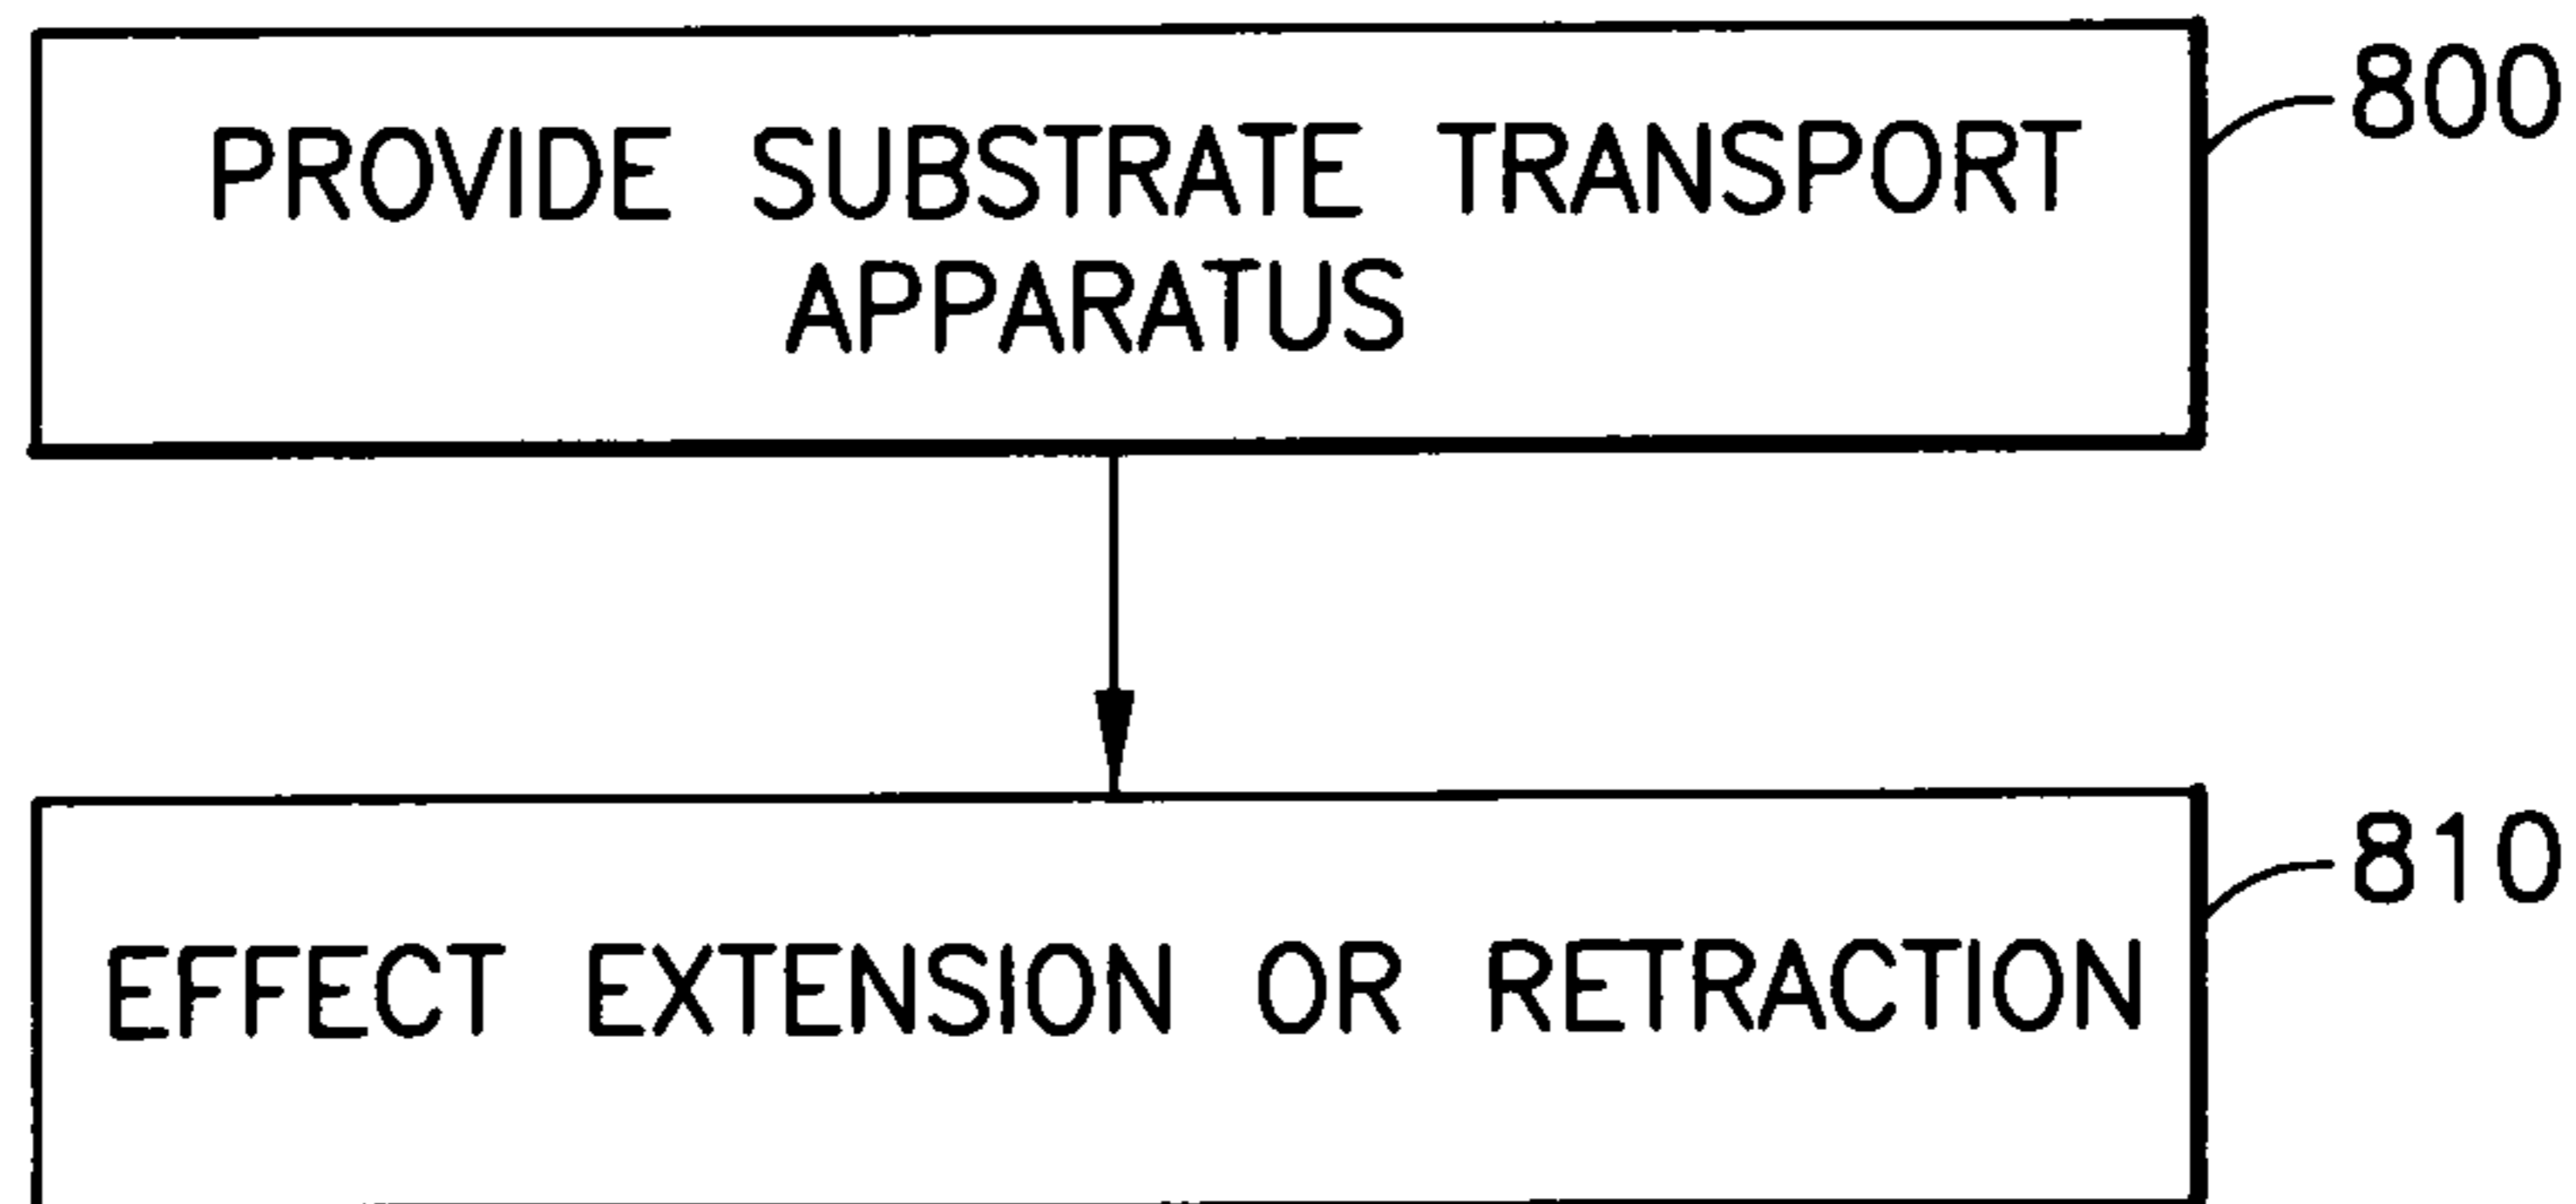 PROVIDE SUBSTRATE TRANSPORT
APPARATUS
800
EFFECT EXTENSION OR RETRACTION
810